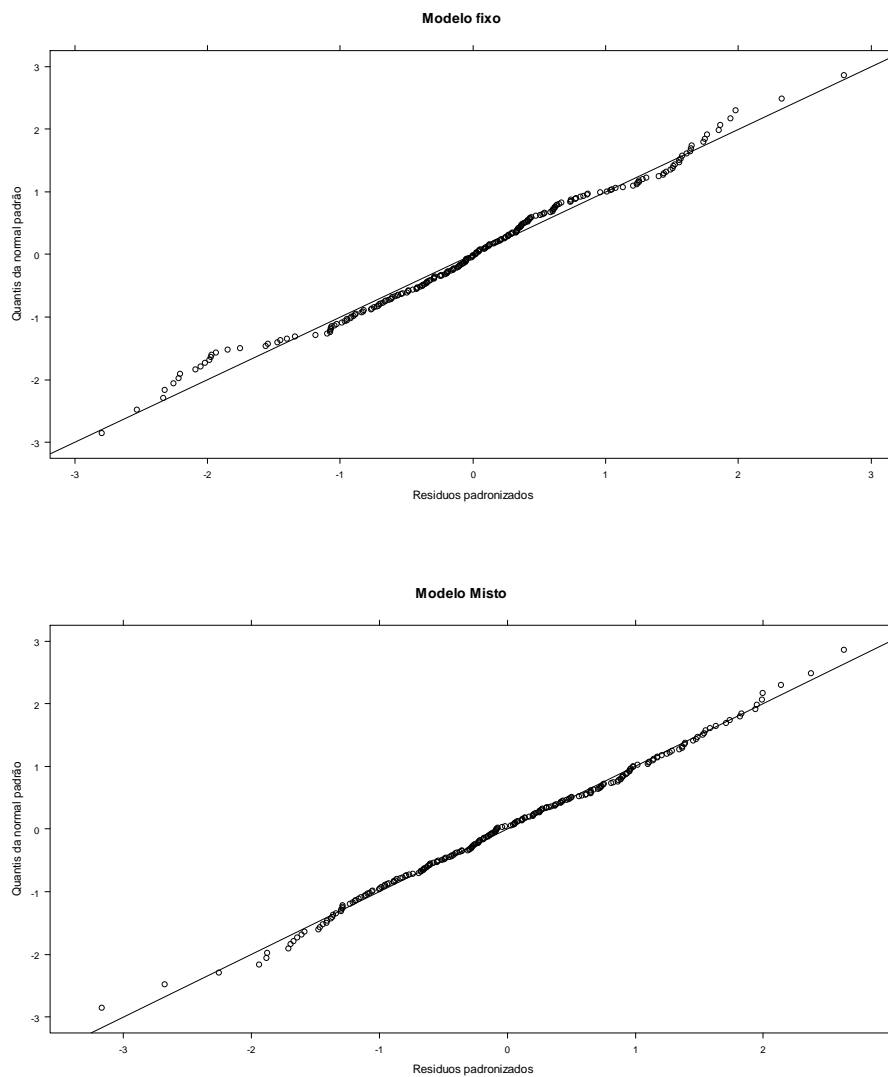 Modelo fixo
3
2
1
0
-1
-2
-3
Quantis da normal padrão
-3 -2 -1 0 1 2 3
Residuos padronizados
Modelo Misto
3
2
1
0
-1
-2
-3
Quantis da normal padrão
-3 -2 -1 0 1 2
Residuos padronizados